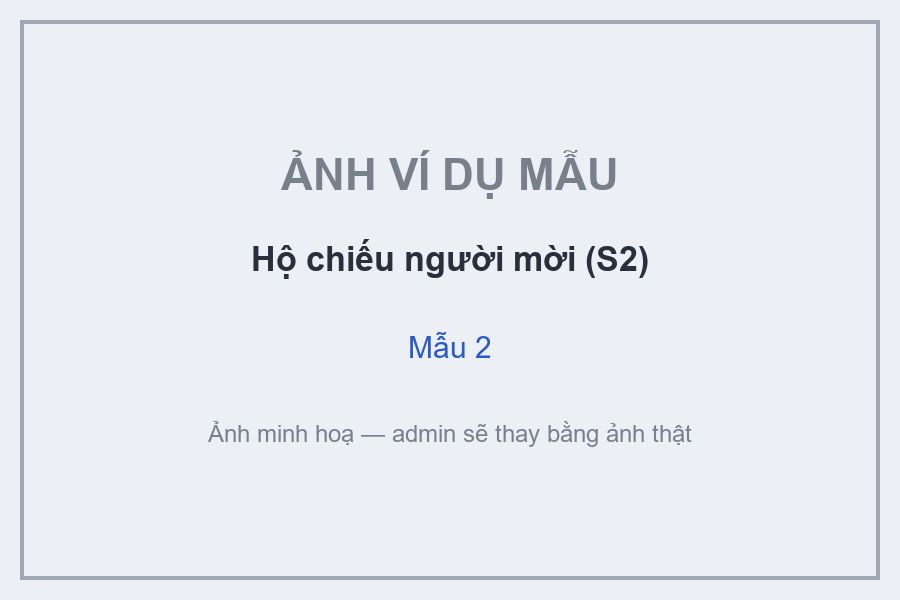 ẢNH VÍ DỤ MẪU
Hộ chiếu người mời (S2)
Mẫu 2
Ảnh minh hoạ — admin sẽ thay bằng ảnh thật